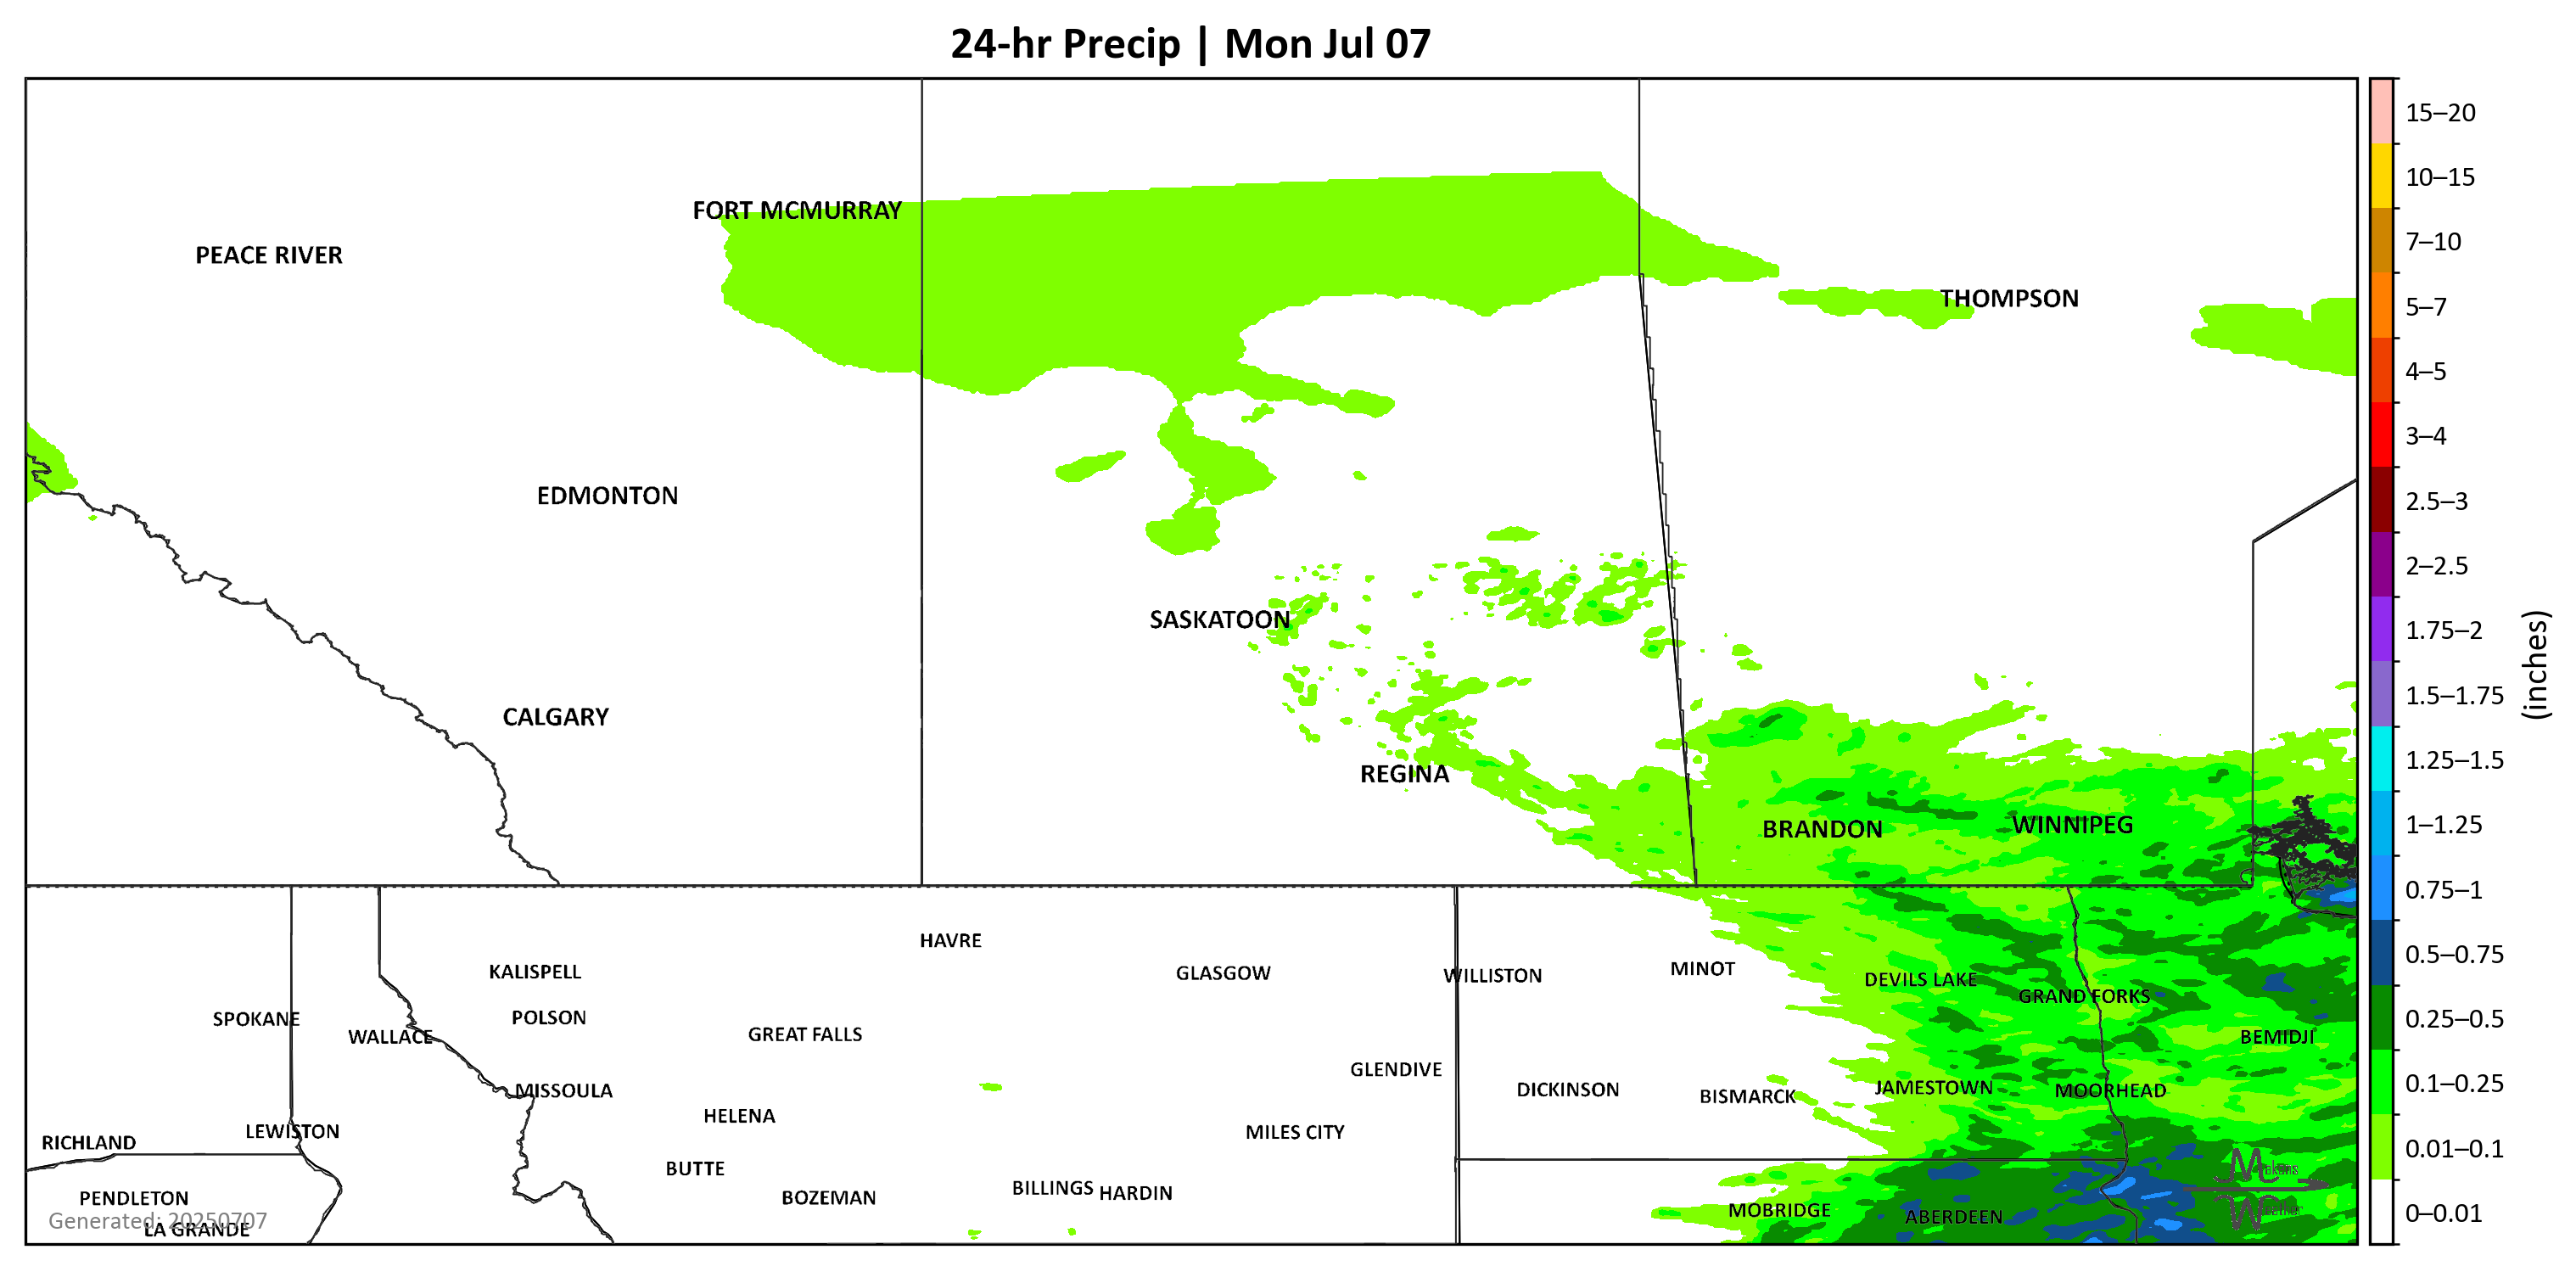 24-hr Precip | Mon Jul 07
FORT MCMURRAY
PEACE RIVER
THOMPSON
EDMONTON
SASKATOON
CALGARY
REGINA
BRANDON
WINNIPEG
HAVRE
KALISPELL
GLASGOW
WILLISTON
MINOT
DEVILS LAKE
GRAND FORKS
SPOKANE
POLSON
WALLACE
GREAT FALLS
BEMIDJI
GLENDIVE
MISSOULA
DICKINSON
BISMARCK
JAMESTOWN
MOORHEAD
HELENA
LEWISTON
MILES CITY
RICHLAND
BUTTE
BILLINGS
HARDIN
PENDLETON
BOZEMAN
MOBRIDGE
ABERDEEN
Generated: 20250707
LA GRANDE
Makens
Weather
15–20
10–15
7–10
5–7
4–5
3–4
2.5–3
2–2.5
1.75–2
1.5–1.75
1.25–1.5
1–1.25
0.75–1
0.5–0.75
0.25–0.5
0.1–0.25
0.01–0.1
0–0.01
(inches)